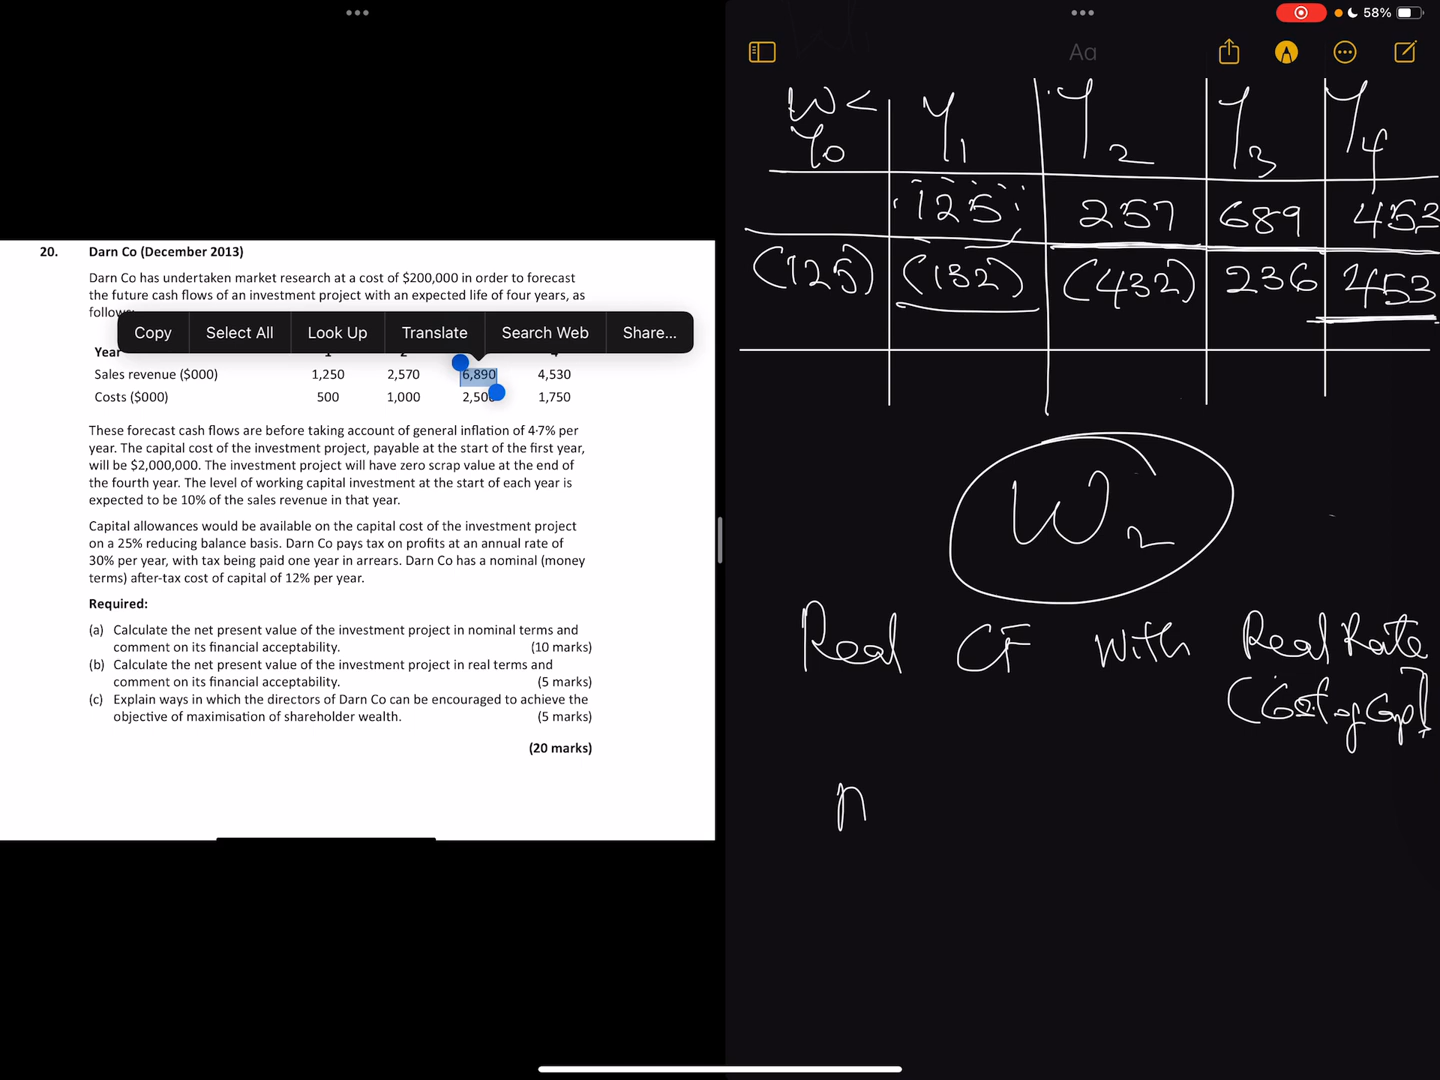 58%
Aa
20. Darn Co (December 2013)
Darn Co has undertaken market research at a cost of $200,000 in order to forecast
the future cash flows of an investment project with an expected life of four years, as
Copy Select All Look Up Translate Search Web Share...
Year
Sales revenue ($000) 1,250 2,570 6,890 4,530
Costs ($000) 500 1,000 2,500 1,750
These forecast cash flows are before taking account of general inflation of 4·7% per
year. The capital cost of the investment project, payable at the start of the first year,
will be $2,000,000. The investment project will have zero scrap value at the end of
the fourth year. The level of working capital investment at the start of each year is
expected to be 10% of the sales revenue in that year.
Capital allowances would be available on the capital cost of the investment project
on a 25% reducing balance basis. Darn Co pays tax on profits at an annual rate of
30% per year, with tax being paid one year in arrears. Darn Co has a nominal (money
terms) after-tax cost of capital of 12% per year.
Required:
(a) Calculate the net present value of the investment project in nominal terms and
comment on its financial acceptability. (10 marks)
(b) Calculate the net present value of the investment project in real terms and
comment on its financial acceptability. (5 marks)
(c) Explain ways in which the directors of Darn Co can be encouraged to achieve the
objective of maximisation of shareholder wealth. (5 marks)
(20 marks)
WC
Y0 Y1 Y2 Y3 Y4
125 257 689 453
(125) (132) (432) 236 453
W2
Real CF with Real Rate
n